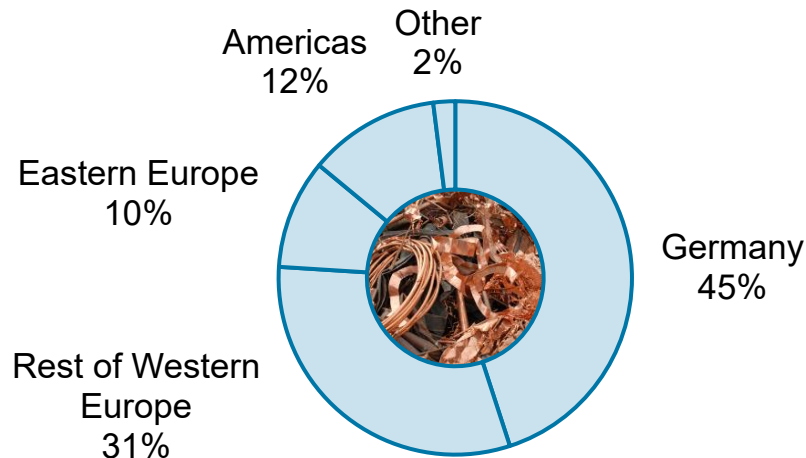 Other
2%
Americas
12%
Eastern Europe
10%
Germany
45%
Rest of Western
Europe
31%